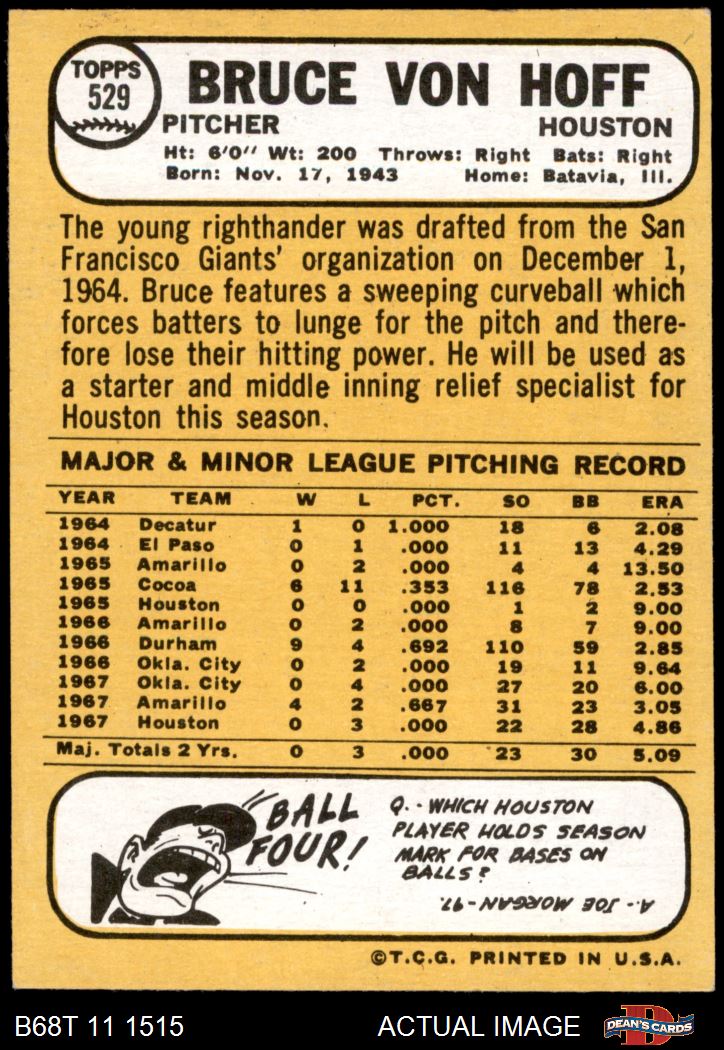 TOPPS
529
BRUCE VON HOFF
PITCHER HOUSTON
Ht: 6'0" Wt: 200 Throws: Right Bats: Right
Born: Nov. 17, 1943 Home: Batavia, Ill.
The young righthander was drafted from the San
Francisco Giants' organization on December 1,
1964. Bruce features a sweeping curveball which
forces batters to lunge for the pitch and there-
fore lose their hitting power. He will be used as
a starter and middle inning relief specialist for
Houston this season.
MAJOR & MINOR LEAGUE PITCHING RECORD
YEAR TEAM W L PCT. SO BB ERA
1964 Decatur 1 0 1.000 18 6 2.08
1964 El Paso 0 1 .000 11 13 4.29
1965 Amarillo 0 2 .000 4 4 13.50
1965 Cocoa 6 11 .353 116 78 2.53
1965 Houston 0 0 .000 1 2 9.00
1966 Amarillo 0 2 .000 8 7 9.00
1966 Durham 9 4 .692 110 59 2.85
1966 Okla. City 0 2 .000 19 11 9.64
1967 Okla. City 0 4 .000 27 20 6.00
1967 Amarillo 4 2 .667 31 23 3.05
1967 Houston 0 3 .000 22 28 4.86
Maj. Totals 2 Yrs. 0 3 .000 23 30 5.09
BALL
FOUR!
Q. - WHICH HOUSTON
PLAYER HOLDS SEASON
MARK FOR BASES ON
BALLS?
A.- JOE MORGAN-97.
©T.C.G. PRINTED IN U.S.A.
B68T 11 1515 ACTUAL IMAGE
D
DEAN'S CARDS